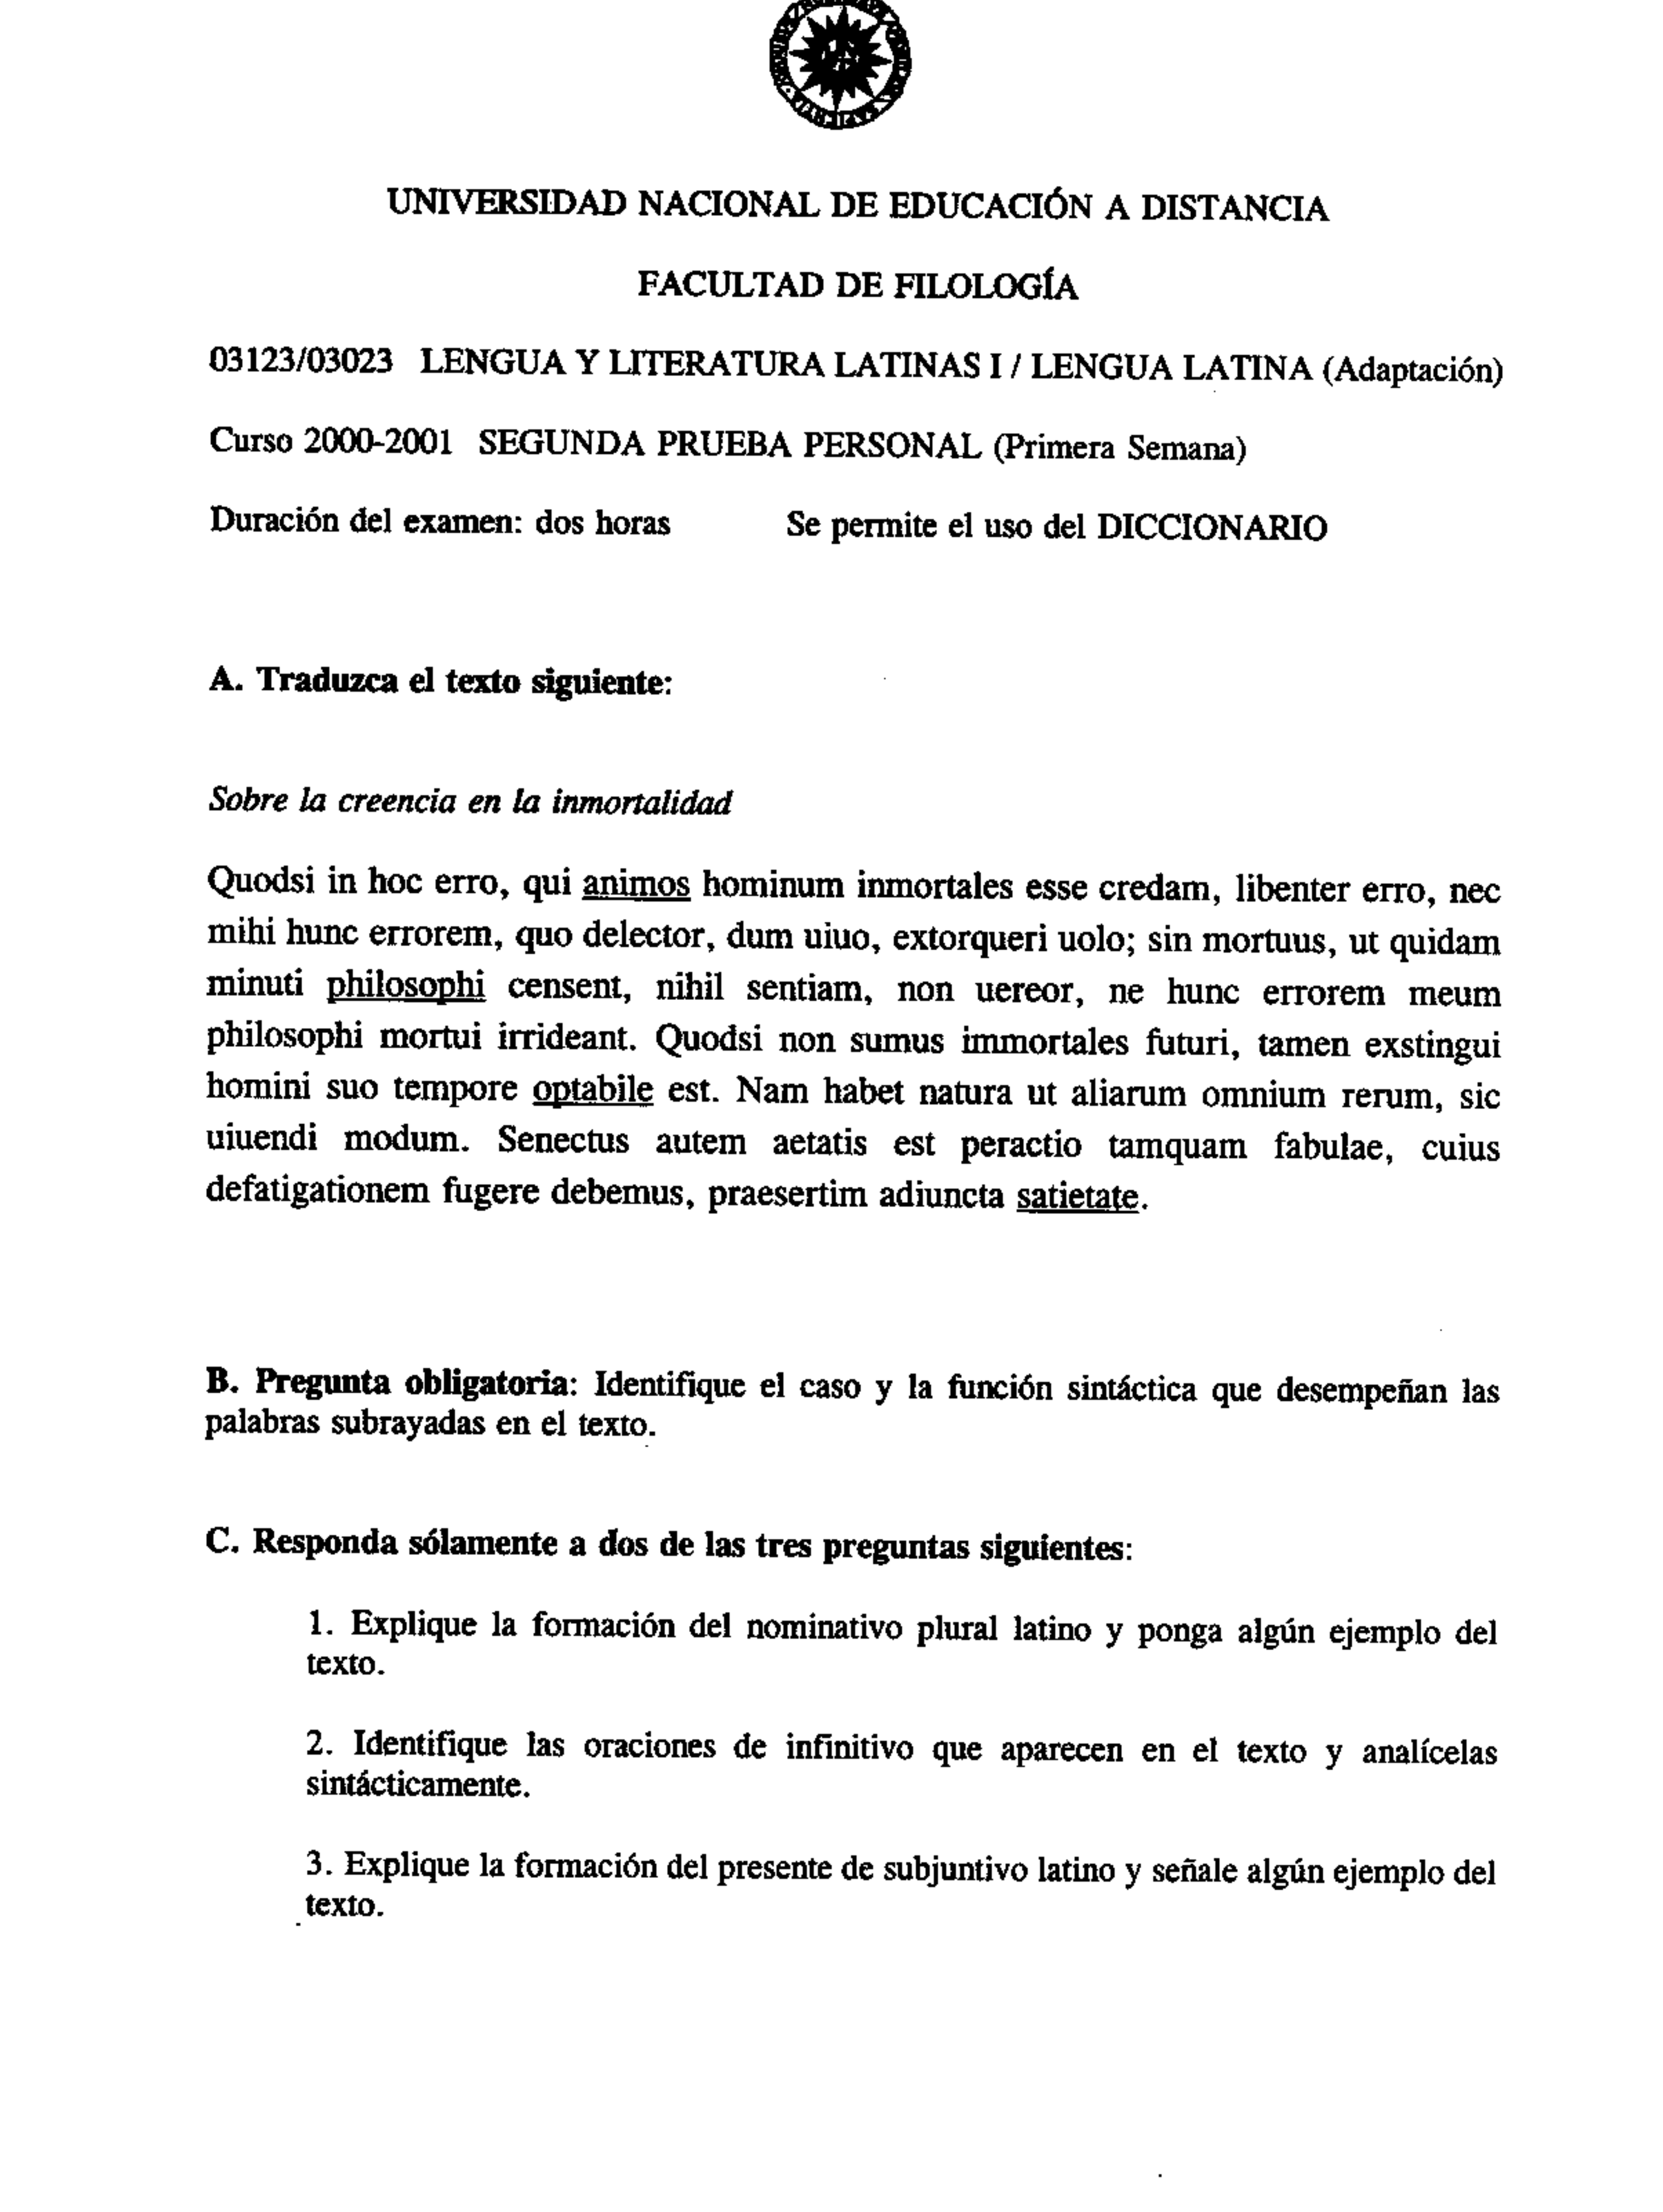 UNIVERSIDAD NACIONAL DE EDUCACIÓN A DISTANCIA
FACULTAD DE FILOLOGÍA
03123/03023 LENGUA Y LITERATURA LATINAS I / LENGUA LATINA (Adaptación)
Curso 2000-2001 SEGUNDA PRUEBA PERSONAL (Primera Semana)
Duración del examen: dos horas Se permite el uso del DICCIONARIO
A. Traduzca el texto siguiente:
Sobre la creencia en la inmortalidad
Quodsi in hoc erro, qui animos hominum inmortales esse credam, libenter erro, nec
mihi hunc errorem, quo delector, dum uiuo, extorqueri uolo; sin mortuus, ut quidam
minuti philosophi censent, nihil sentiam, non uereor, ne hunc errorem meum
philosophi mortui irrideant. Quodsi non sumus immortales futuri, tamen exstingui
homini suo tempore optabile est. Nam habet natura ut aliarum omnium rerum, sic
uiuendi modum. Senectus autem aetatis est peractio tamquam fabulae, cuius
defatigationem fugere debemus, praesertim adiuncta satietate.
B. Pregunta obligatoria: Identifique el caso y la función sintáctica que desempeñan las
palabras subrayadas en el texto.
C. Responda sólamente a dos de las tres preguntas siguientes:
1. Explique la formación del nominativo plural latino y ponga algún ejemplo del
texto.
2. Identifique las oraciones de infinitivo que aparecen en el texto y analícelas
sintácticamente.
3. Explique la formación del presente de subjuntivo latino y señale algún ejemplo del
texto.